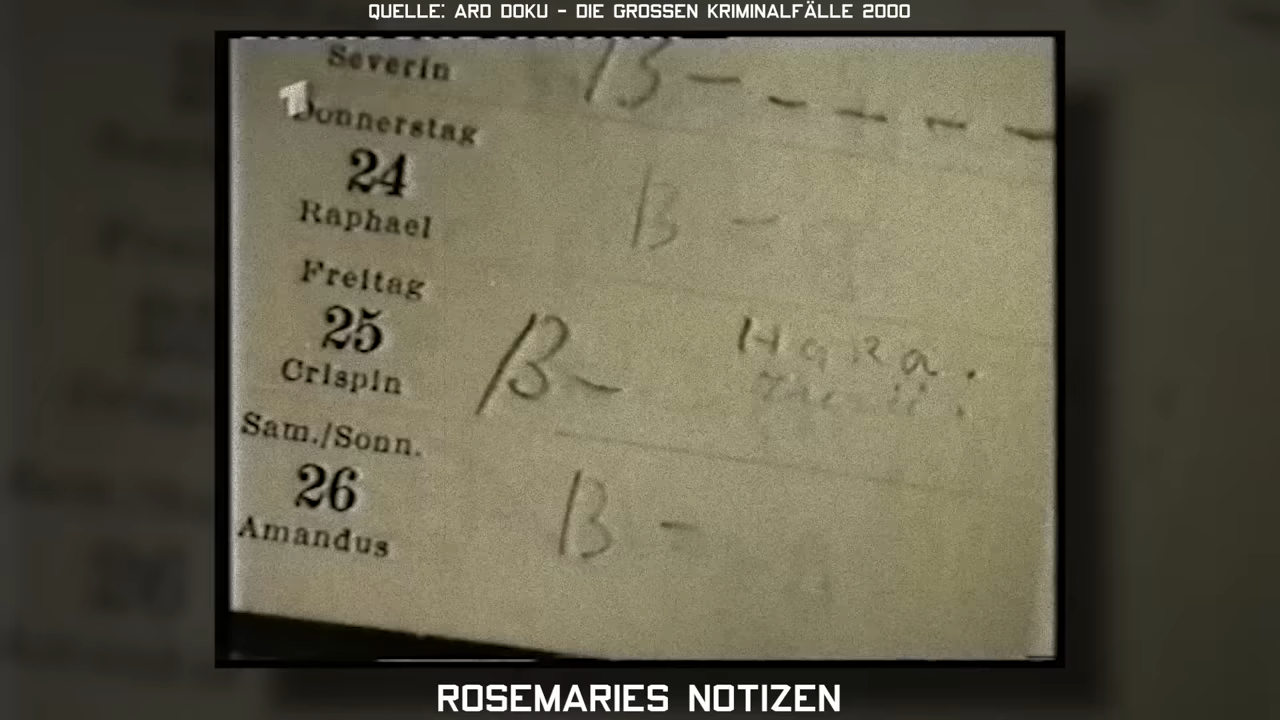 QUELLE: ARD DOKU - DIE GROSSEN KRIMINALFÄLLE 2000
Severin
B - - - - -
Donnerstag
24
Raphael
B -
Freitag
25
Crispin
B -
Sam./Sonn.
26
Amandus
B -
ROSEMARIES NOTIZEN